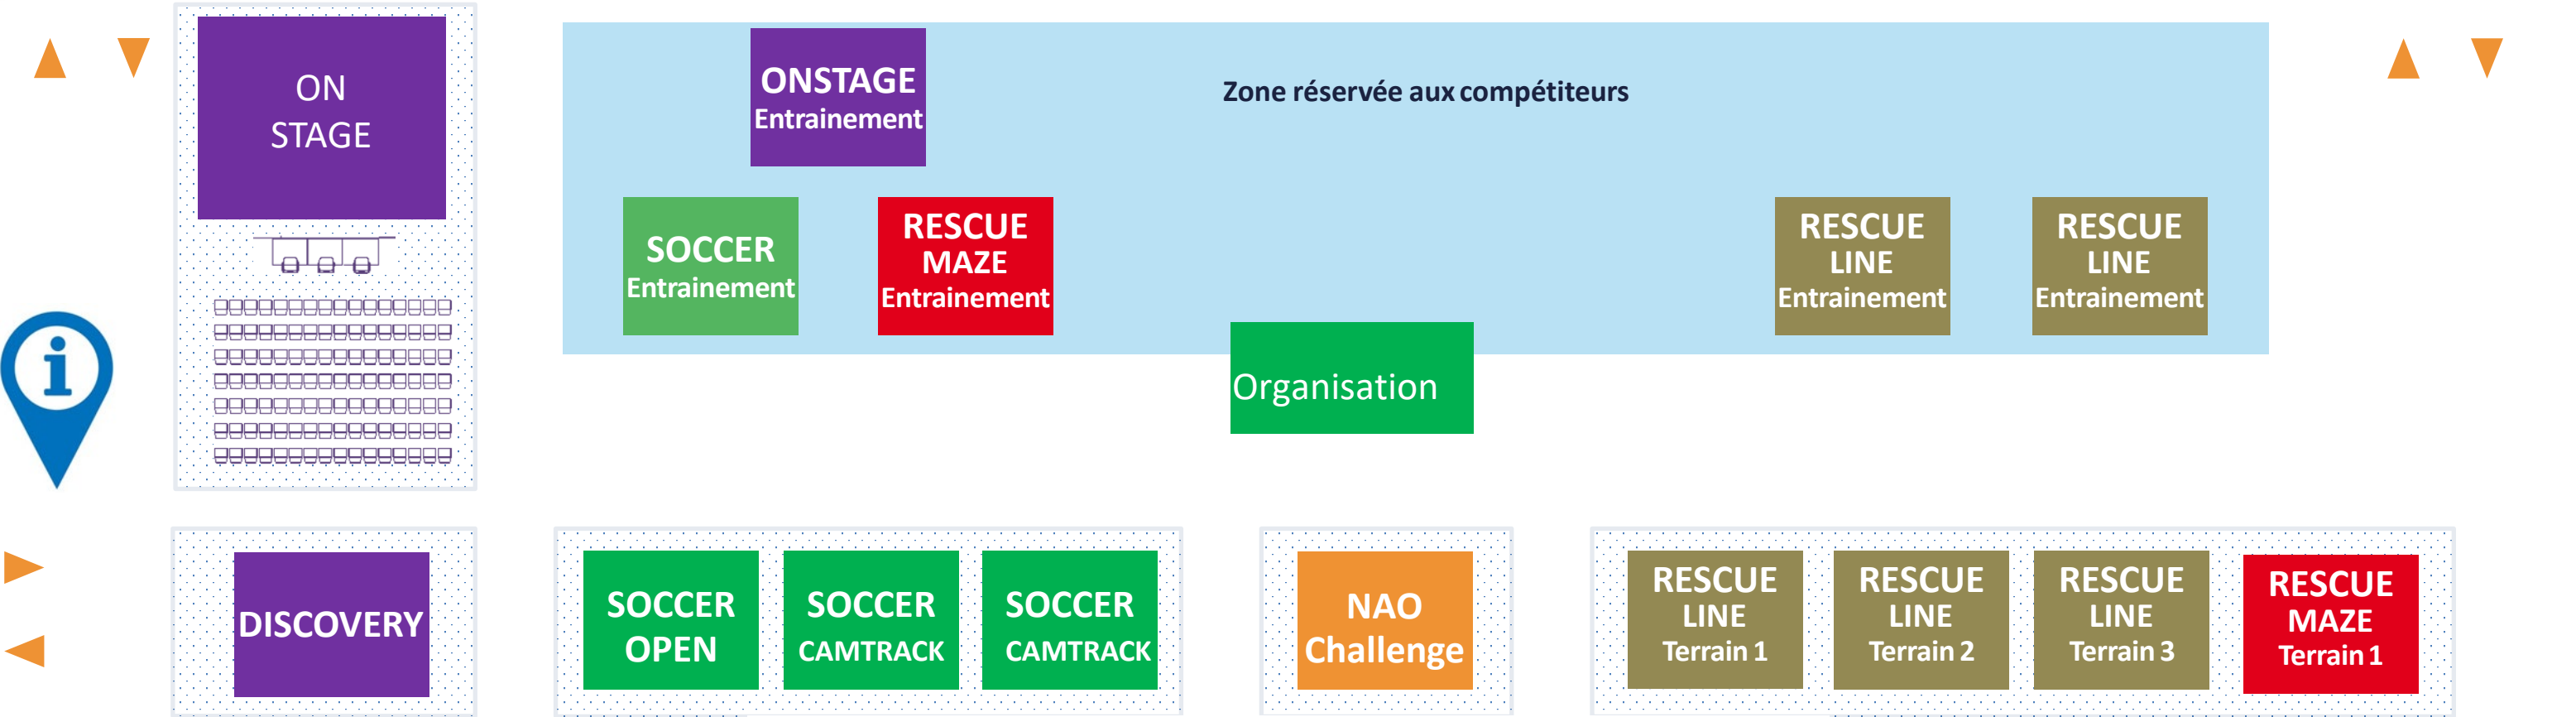 ON
STAGE
ONSTAGE
Entrainement
Zone réservée aux compétiteurs
SOCCER
Entrainement
RESCUE
MAZE
Entrainement
RESCUE
LINE
Entrainement
RESCUE
LINE
Entrainement
i
Organisation
DISCOVERY
SOCCER
OPEN
SOCCER
CAMTRACK
SOCCER
CAMTRACK
NAO
Challenge
RESCUE
LINE
Terrain 1
RESCUE
LINE
Terrain 2
RESCUE
LINE
Terrain 3
RESCUE
MAZE
Terrain 1